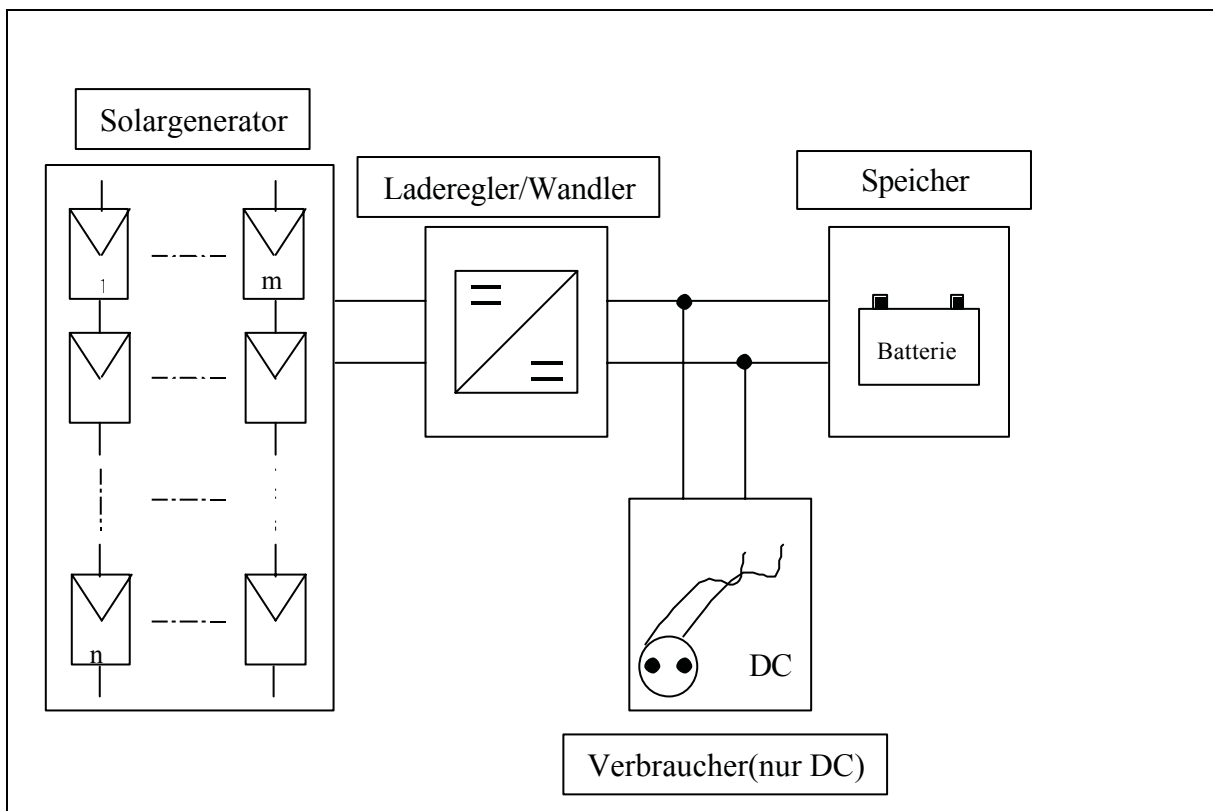 Solargenerator
Laderegler/Wandler
Speicher
1
m
Batterie
n
DC
Verbraucher(nur DC)